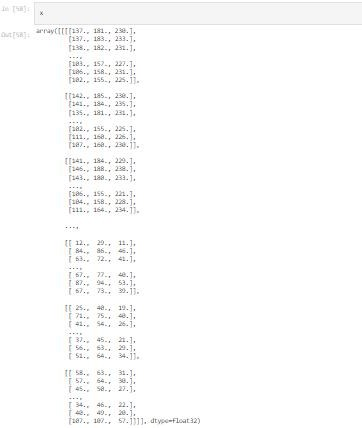 In [58]: x
Out[58]: array([[[[137., 181., 230.],
[137., 183., 233.],
[138., 182., 231.],
...,
[103., 157., 227.],
[106., 158., 231.],
[102., 155., 225.]],
[[142., 185., 230.],
[141., 184., 235.],
[135., 181., 231.],
...,
[102., 155., 225.],
[111., 160., 226.],
[107., 160., 230.]],
[[141., 184., 229.],
[146., 188., 238.],
[143., 180., 233.],
...,
[106., 155., 221.],
[104., 158., 228.],
[111., 164., 234.]],
...,
[[ 12., 29., 11.],
[ 84., 86., 46.],
[ 63., 72., 41.],
...,
[ 67., 77., 40.],
[ 87., 94., 53.],
[ 67., 73., 39.]],
[[ 25., 40., 19.],
[ 71., 75., 40.],
[ 41., 54., 26.],
...,
[ 37., 45., 21.],
[ 56., 63., 29.],
[ 51., 64., 34.]],
[[ 58., 63., 31.],
[ 57., 64., 30.],
[ 45., 50., 27.],
...,
[ 34., 46., 22.],
[ 40., 49., 20.],
[107., 107., 57.]]]], dtype=float32)